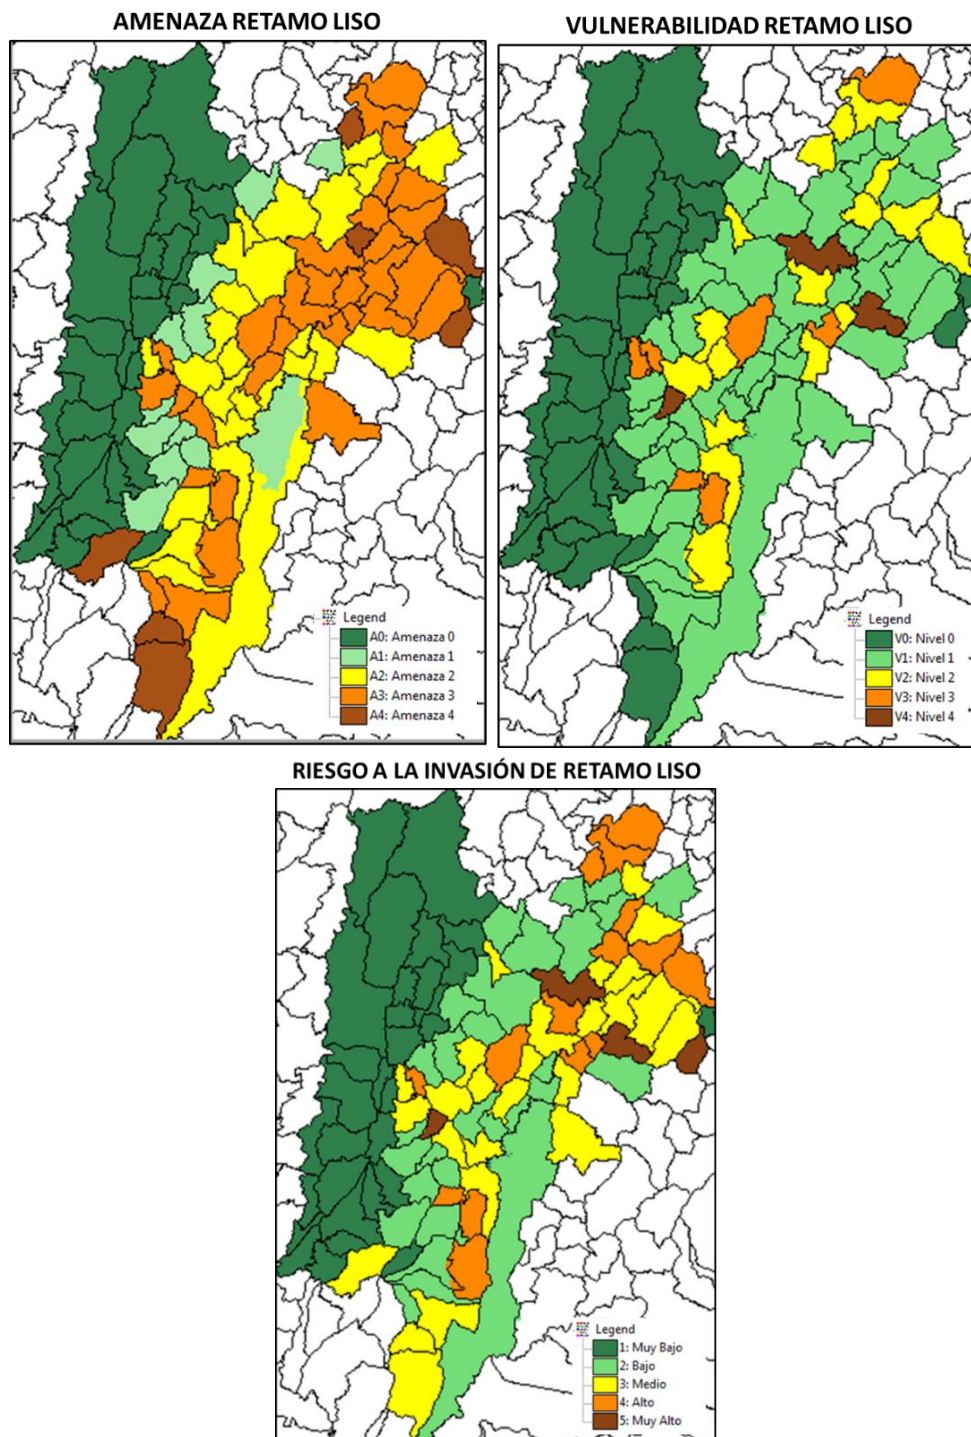 AMENAZA RETAMO LISO
Legend
A0: Amenaza 0
A1: Amenaza 1
A2: Amenaza 2
A3: Amenaza 3
A4: Amenaza 4
VULNERABILIDAD RETAMO LISO
Legend
V0: Nivel 0
V1: Nivel 1
V2: Nivel 2
V3: Nivel 3
V4: Nivel 4
RIESGO A LA INVASIÓN DE RETAMO LISO
Legend
1: Muy Bajo
2: Bajo
3: Medio
4: Alto
5: Muy Alto